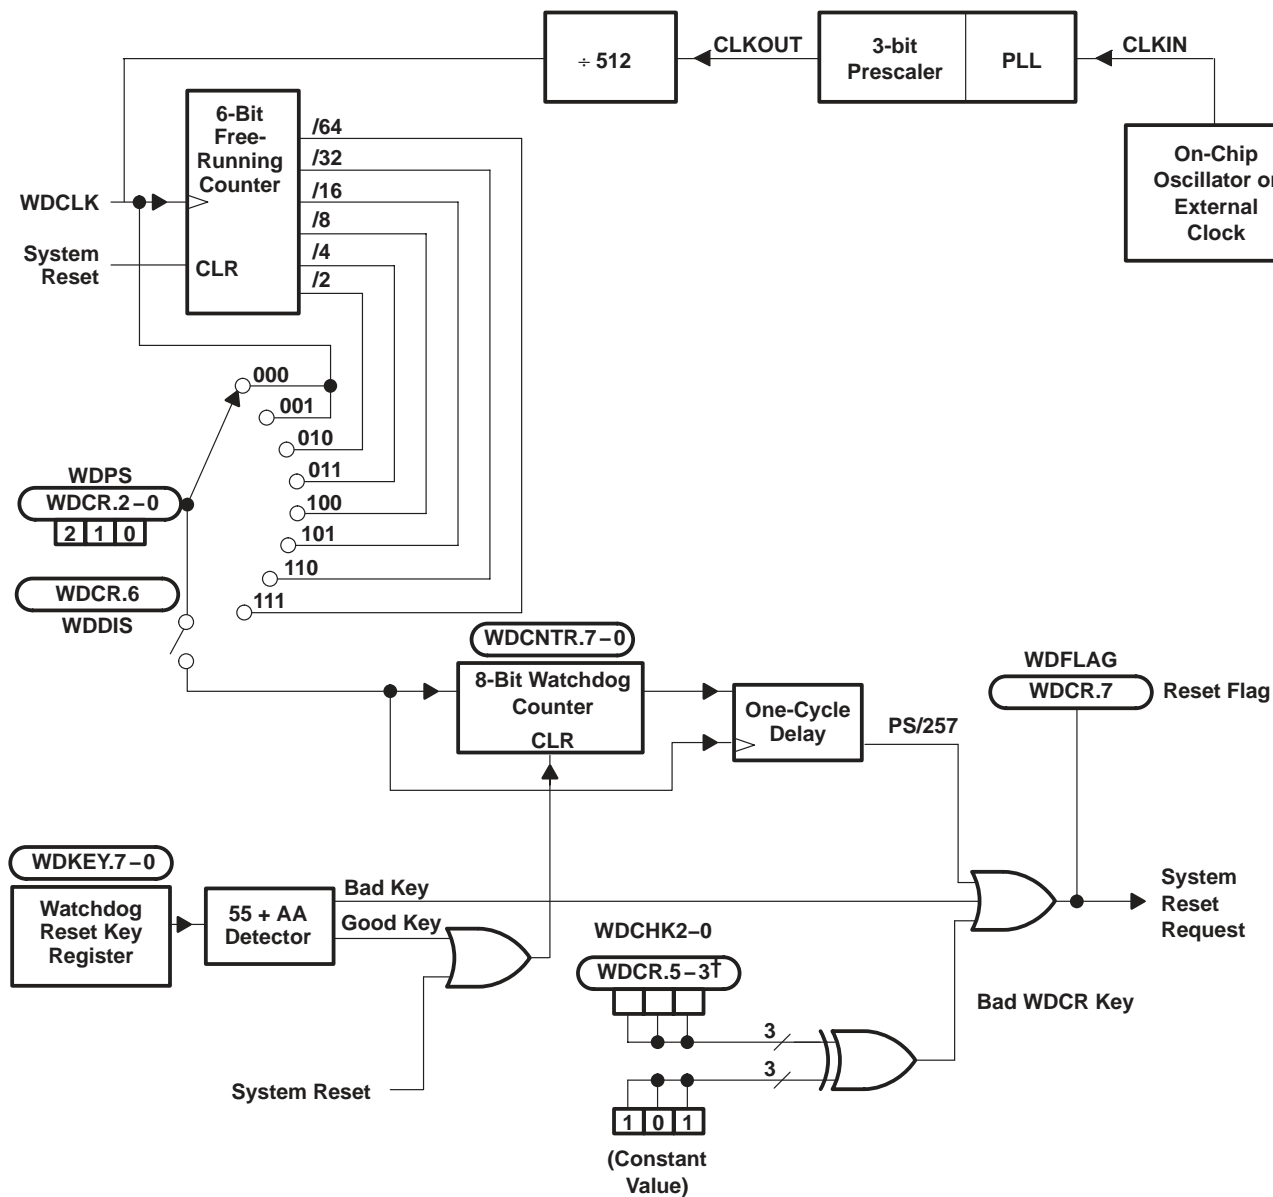 ÷ 512
CLKOUT
3-bit
Prescaler
PLL
CLKIN
On-Chip
Oscillator or
External
Clock
6-Bit
Free-
Running
Counter
CLR
/64
/32
/16
/8
/4
/2
WDCLK
System
Reset
000
001
010
011
100
101
110
111
WDPS
WDCR.2–0
2 1 0
WDCR.6
WDDIS
WDCNTR.7–0
8-Bit Watchdog
Counter
CLR
One-Cycle
Delay
PS/257
WDFLAG
WDCR.7
Reset Flag
WDKEY.7–0
Watchdog
Reset Key
Register
55 + AA
Detector
Bad Key
Good Key
System Reset
WDCHK2–0
WDCR.5–3†
3
3
1 0 1
(Constant
Value)
Bad WDCR Key
System
Reset
Request